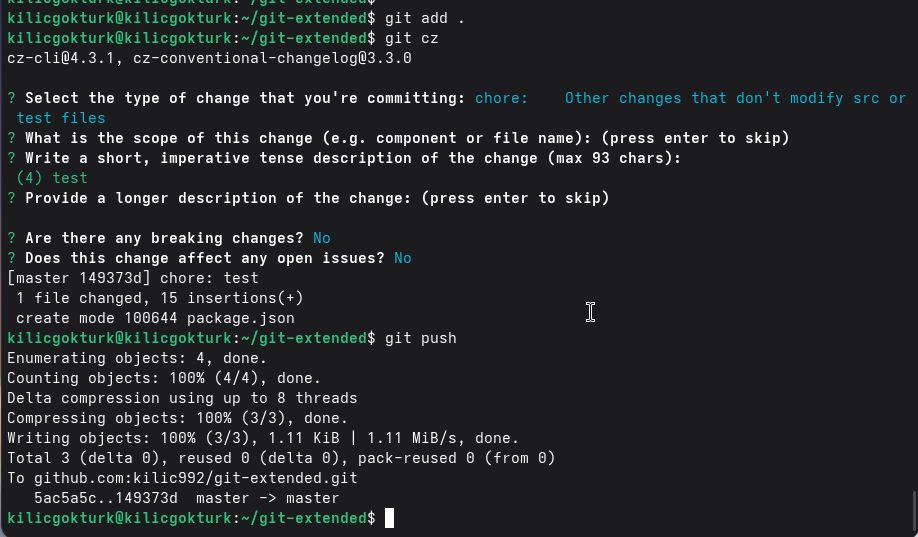 kilicgokturk@kilicgokturk:~/git-extended$ git add .
kilicgokturk@kilicgokturk:~/git-extended$ git cz
cz-cli@4.3.1, cz-conventional-changelog@3.3.0

? Select the type of change that you're committing: chore:    Other changes that don't modify src or
 test files
? What is the scope of this change (e.g. component or file name): (press enter to skip)
? Write a short, imperative tense description of the change (max 93 chars):
 (4) test
? Provide a longer description of the change: (press enter to skip)

? Are there any breaking changes? No
? Does this change affect any open issues? No
[master 149373d] chore: test
 1 file changed, 15 insertions(+)
 create mode 100644 package.json
kilicgokturk@kilicgokturk:~/git-extended$ git push
Enumerating objects: 4, done.
Counting objects: 100% (4/4), done.
Delta compression using up to 8 threads
Compressing objects: 100% (3/3), done.
Writing objects: 100% (3/3), 1.11 KiB | 1.11 MiB/s, done.
Total 3 (delta 0), reused 0 (delta 0), pack-reused 0 (from 0)
To github.com:kilic992/git-extended.git
   5ac5a5c..149373d  master -> master
kilicgokturk@kilicgokturk:~/git-extended$